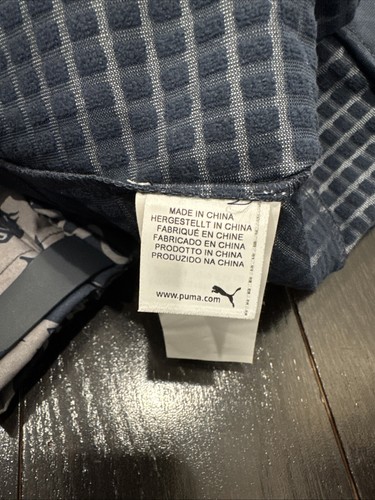 MADE IN CHINA
HERGESTELLT IN CHINA
FABRIQUÉ EN CHINE
FABRICADO EN CHINA
PRODOTTO IN CHINA
PRODUZIDO NA CHINA
www.puma.com